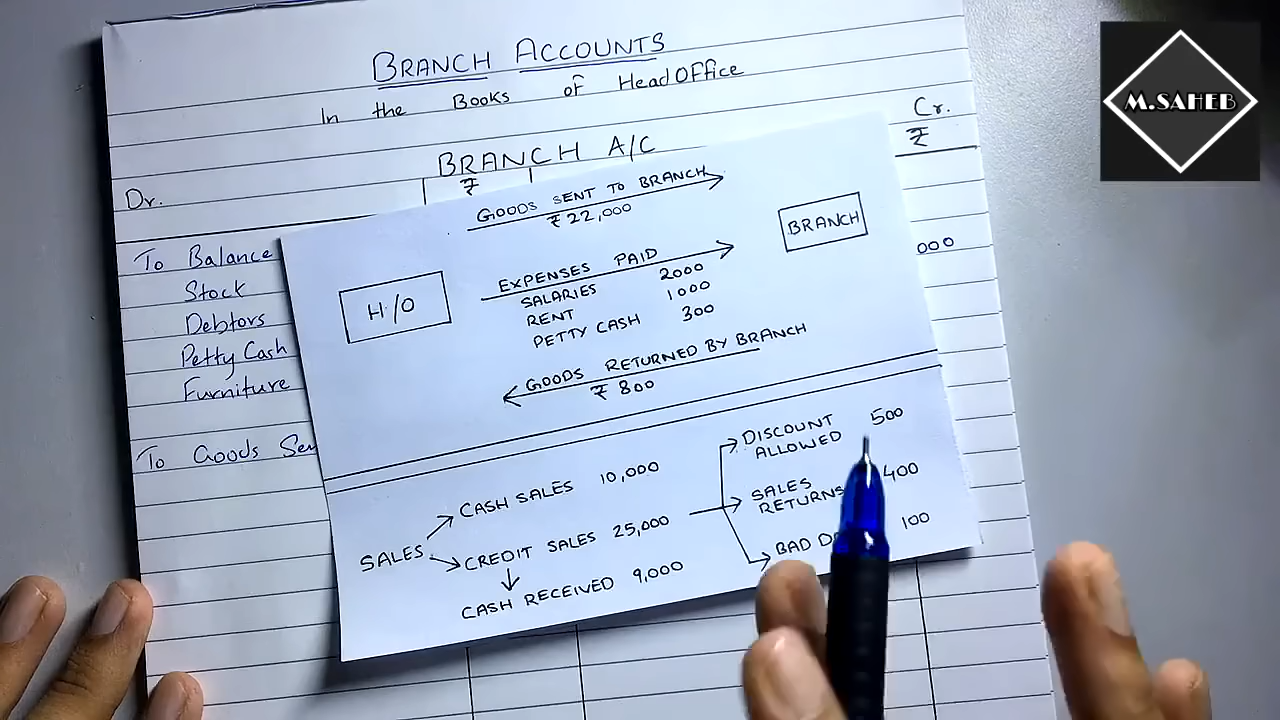 BRANCH ACCOUNTS
In the Books of Head Office
M.SAHEB
BRANCH A/C
Dr.
Cr.
₹
₹
To Balance
Stock
Debtors
Petty Cash
Furniture
To Goods
000
GOODS SENT TO BRANCH
₹ 22,000
H/O
BRANCH
EXPENSES PAID
SALARIES 2000
RENT 1000
PETTY CASH 300
GOODS RETURNED BY BRANCH
₹ 800
SALES
CASH SALES 10,000
CREDIT SALES 25,000
CASH RECEIVED 9,000
DISCOUNT ALLOWED 500
SALES RETURNS 400
BAD 100